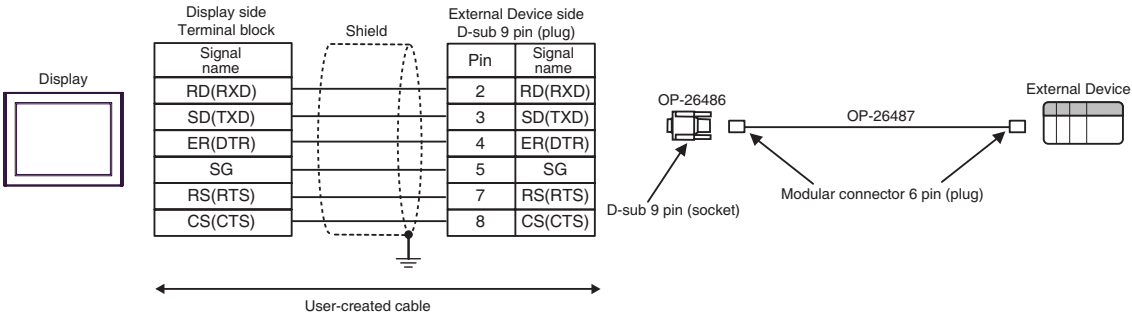 Display
Display side
Terminal block
Shield
External Device side
D-sub 9 pin (plug)
Signal name
Pin
Signal name
RD(RXD) 2 RD(RXD)
SD(TXD) 3 SD(TXD)
ER(DTR) 4 ER(DTR)
SG 5 SG
RS(RTS) 7 RS(RTS)
CS(CTS) 8 CS(CTS)
User-created cable
OP-26486
OP-26487
External Device
Modular connector 6 pin (plug)
D-sub 9 pin (socket)